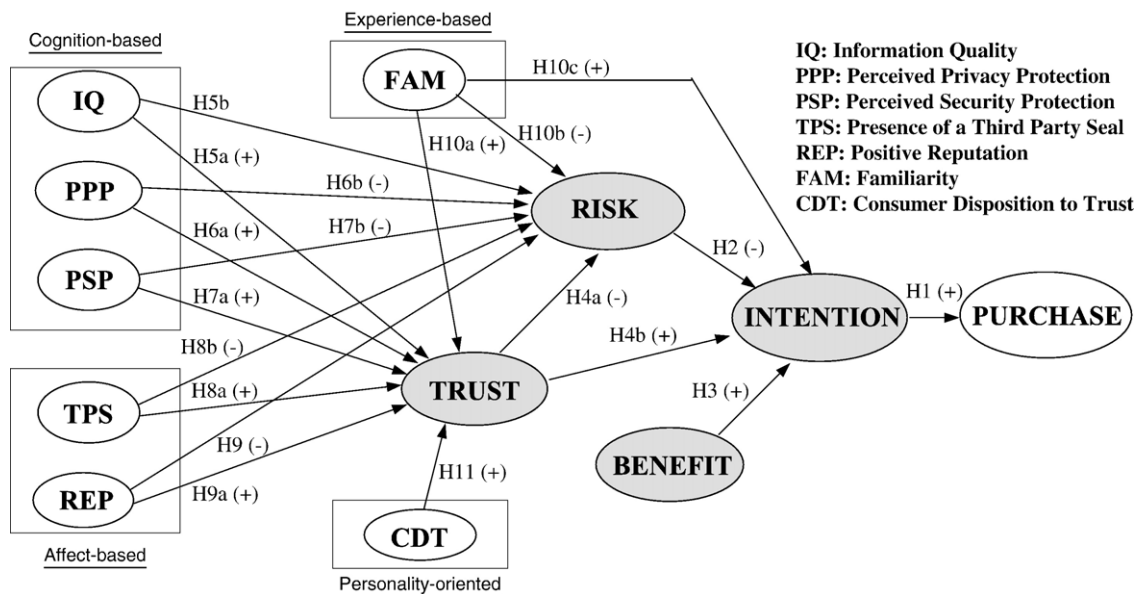 Experience-based
Cognition-based
FAM
H10c (+)
IQ: Information Quality
PPP: Perceived Privacy Protection
PSP: Perceived Security Protection
TPS: Presence of a Third Party Seal
REP: Positive Reputation
FAM: Familiarity
CDT: Consumer Disposition to Trust
IQ
H5b
H10b (-)
H10a (+)
H5a (+)
PPP
H6b (-)
RISK
H7b (-)
H6a (+)
H2 (-)
PSP
H7a (+)
H4a (-)
INTENTION
H1 (+)
PURCHASE
H4b (+)
H8b (-)
TRUST
TPS
H8a (+)
H3 (+)
H9 (-)
BENEFIT
REP
H9a (+)
H11 (+)
CDT
Affect-based
Personality-oriented